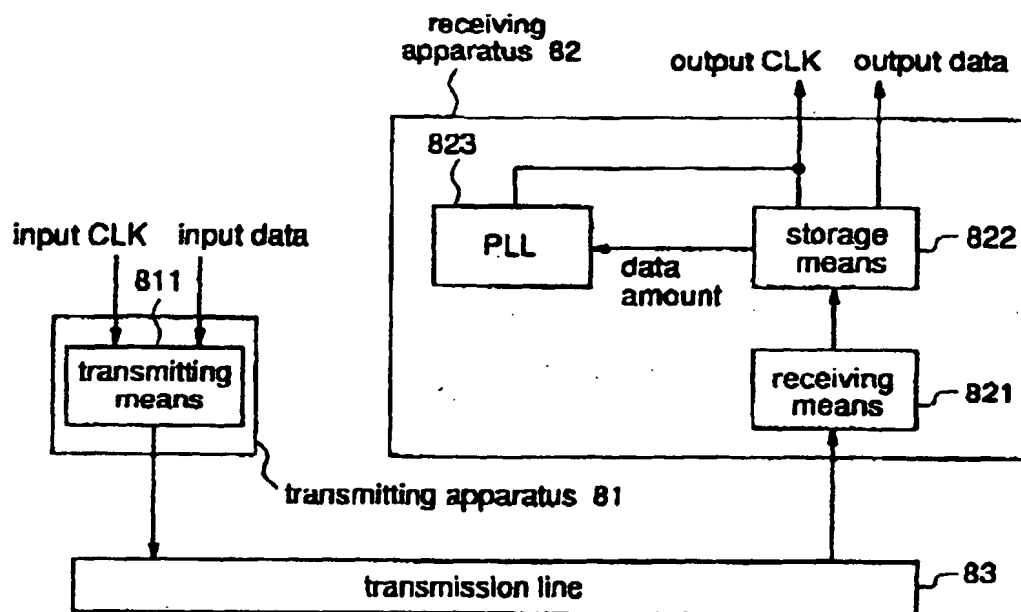 receiving
apparatus 82
output CLK output data
823
PLL
storage
means
822
data
amount
input CLK input data
811
transmitting
means
receiving
means
821
transmitting apparatus 81
transmission line
83